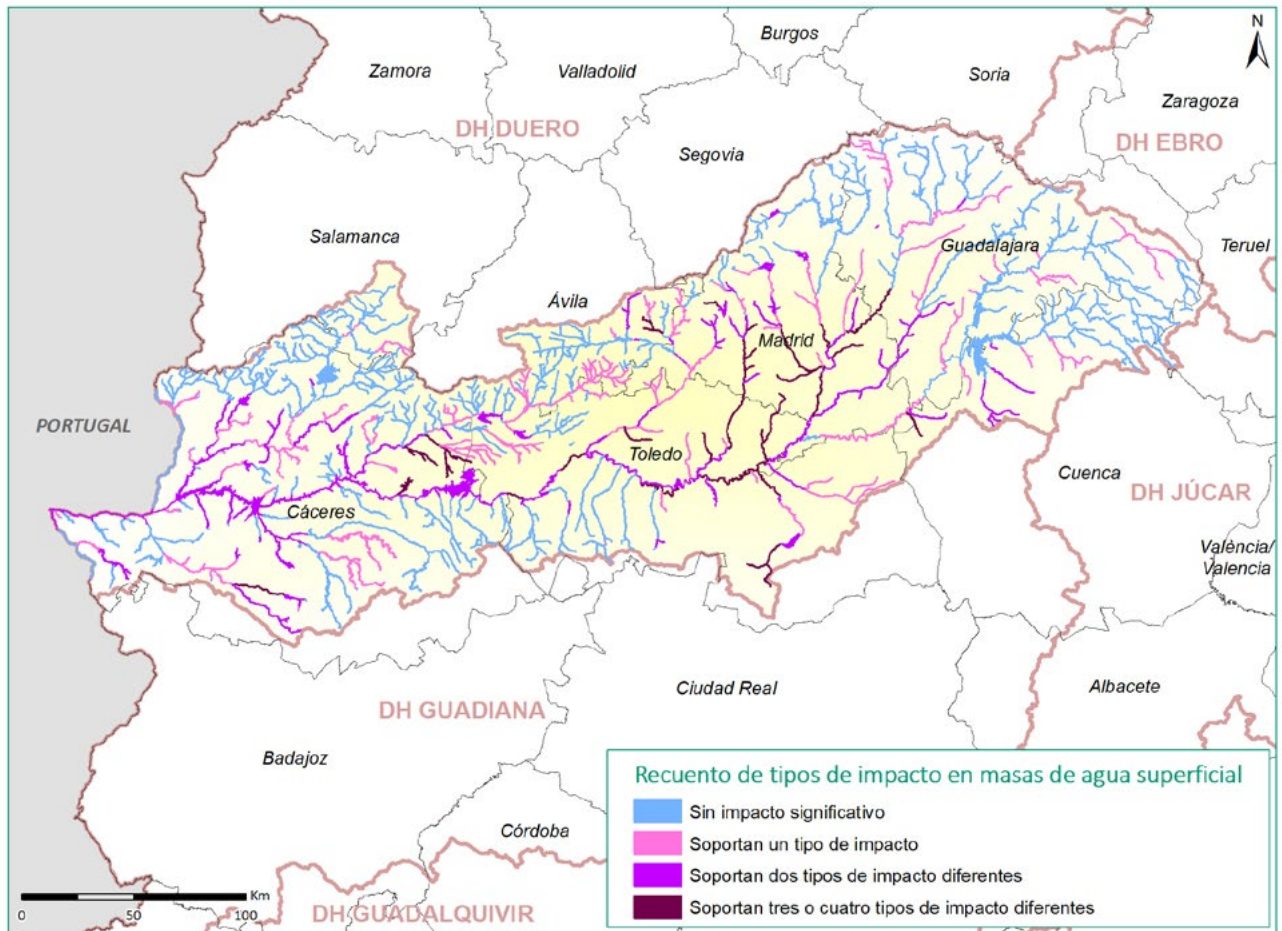 Burgos
N
Zamora
Valladolid
Soria
Zaragoza
DH DUERO
DH EBRO
Segovia
Salamanca
Guadalajara
Teruel
Ávila
Madrid
PORTUGAL
Toledo
Cuenca
DH JÚCAR
Cáceres
València/
Valencia
Ciudad Real
Albacete
DH GUADIANA
Badajoz
Córdoba
DH GUADALQUIVIR
Km
0
50
100
Recuento de tipos de impacto en masas de agua superficial
Sin impacto significativo
Soportan un tipo de impacto
Soportan dos tipos de impacto diferentes
Soportan tres o cuatro tipos de impacto diferentes